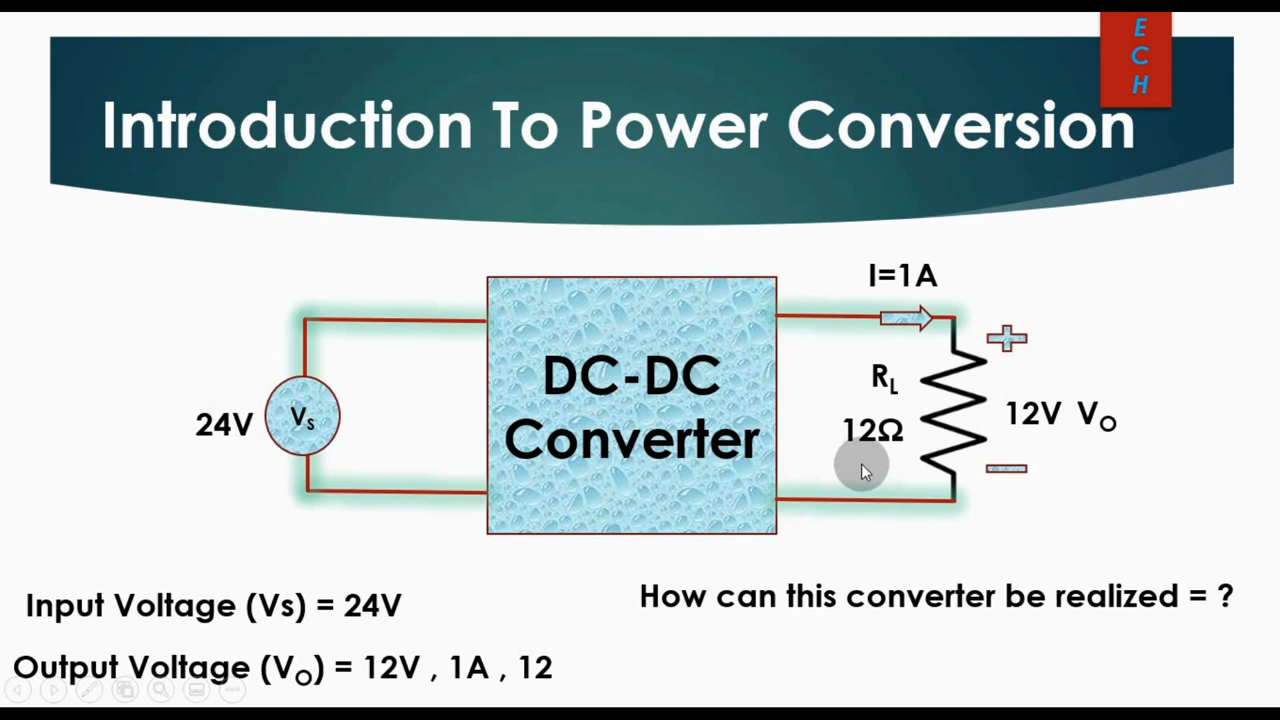 E
C
H
Introduction To Power Conversion
I=1A
DC-DC
Converter
24V
Vs
RL
12Ω
12V VO
Input Voltage (Vs) = 24V
How can this converter be realized = ?
Output Voltage (VO) = 12V , 1A , 12